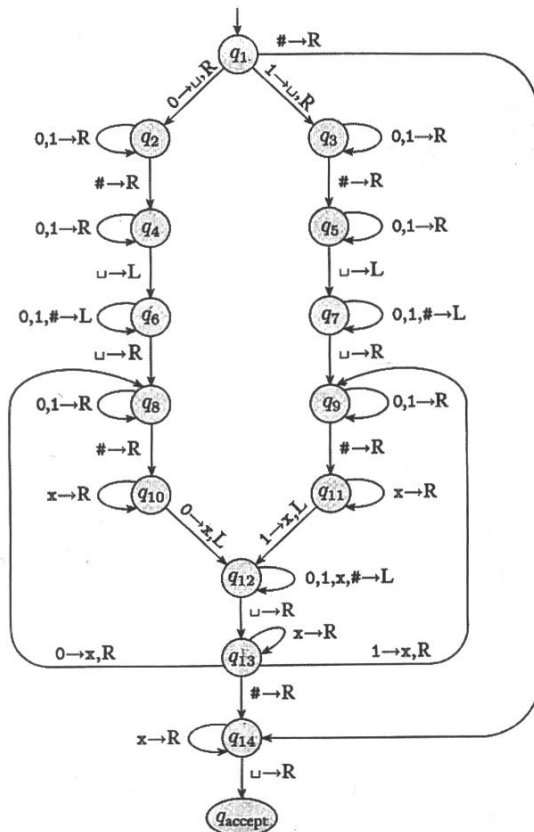 #→R
q1
0→␣,R 1→␣,R
0,1→R q2 q3 0,1→R
#→R #→R
0,1→R q4 q5 0,1→R
␣→L ␣→L
0,1,#→L q6 q7 0,1,#→L
␣→R ␣→R
0,1→R q8 q9 0,1→R
#→R #→R
x→R q10 q11 x→R
0→x,L 1→x,L
q12 0,1,x,#→L
␣→R
x→R
0→x,R q13 1→x,R
#→R
x→R q14
␣→R
qaccept